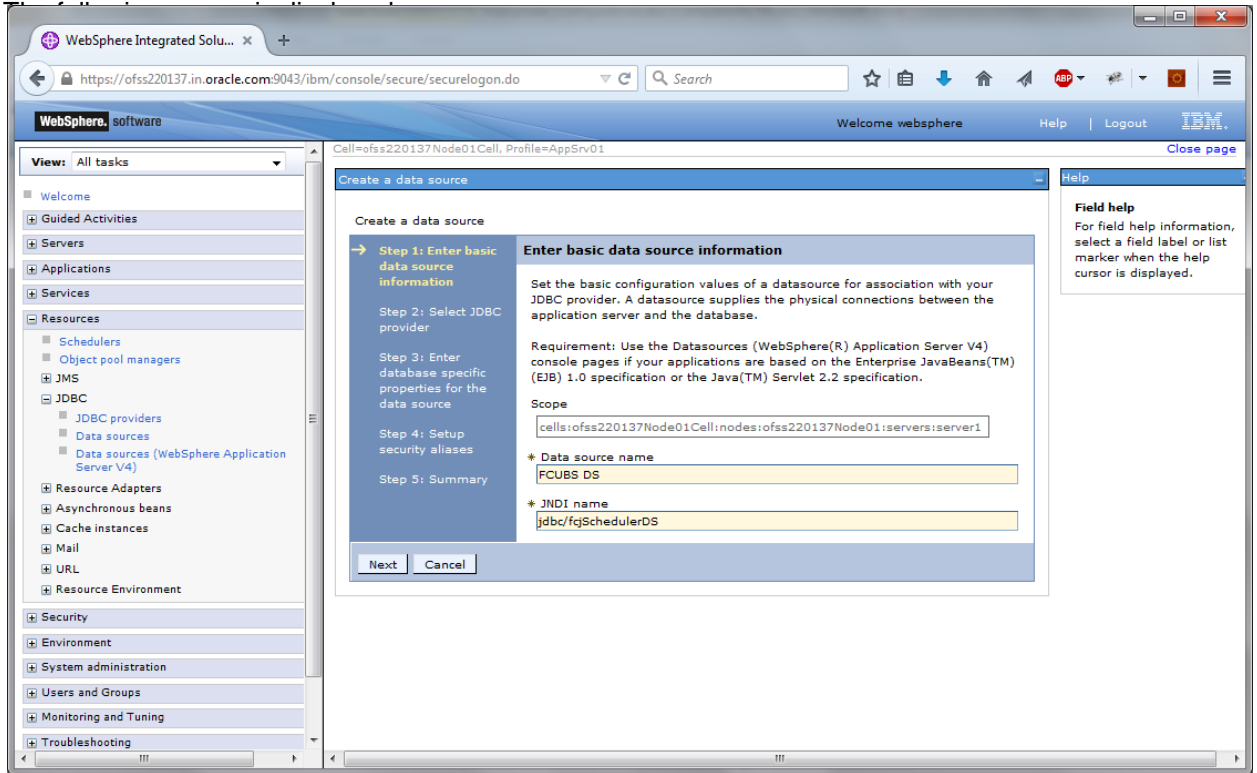 WebSphere Integrated Solu...
https://ofss220137.in.oracle.com:9043/ibm/console/secure/securelogon.do
Search
ABP
WebSphere. software
Welcome websphere
Help | Logout
IBM.
View: All tasks
Cell=ofss220137Node01Cell, Profile=AppSrv01
Close page
Welcome
Guided Activities
Servers
Applications
Services
Resources
Schedulers
Object pool managers
JMS
JDBC
JDBC providers
Data sources
Data sources (WebSphere Application
Server V4)
Resource Adapters
Asynchronous beans
Cache instances
Mail
URL
Resource Environment
Security
Environment
System administration
Users and Groups
Monitoring and Tuning
Troubleshooting
Create a data source
Create a data source
Step 1: Enter basic
data source
information
Step 2: Select JDBC
provider
Step 3: Enter
database specific
properties for the
data source
Step 4: Setup
security aliases
Step 5: Summary
Enter basic data source information
Set the basic configuration values of a datasource for association with your
JDBC provider. A datasource supplies the physical connections between the
application server and the database.
Requirement: Use the Datasources (WebSphere(R) Application Server V4)
console pages if your applications are based on the Enterprise JavaBeans(TM)
(EJB) 1.0 specification or the Java(TM) Servlet 2.2 specification.
Scope
cells:ofss220137Node01Cell:nodes:ofss220137Node01:servers:server1
* Data source name
FCUBS DS
* JNDI name
jdbc/fcjSchedulerDS
Next
Cancel
Help
Field help
For field help information,
select a field label or list
marker when the help
cursor is displayed.